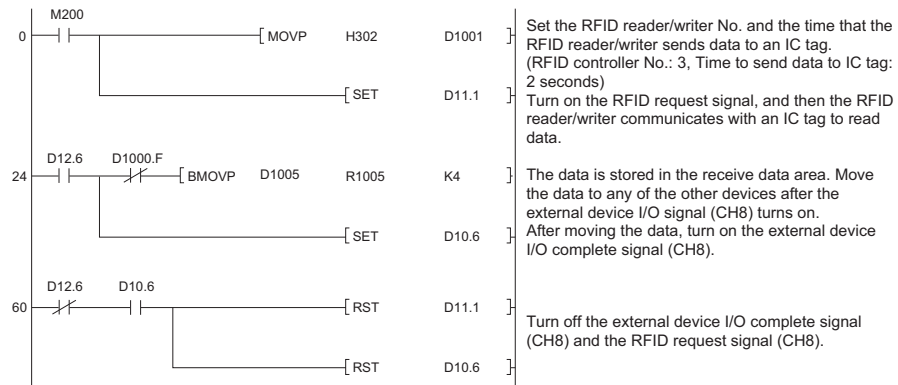 M200
0 MOVP H302 D1001
Set the RFID reader/writer No. and the time that the
RFID reader/writer sends data to an IC tag.
(RFID controller No.: 3, Time to send data to IC tag:
2 seconds)
SET D11.1
Turn on the RFID request signal, and then the RFID
reader/writer communicates with an IC tag to read
data.
D12.6 D1000.F
24 BMOVP D1005 R1005 K4
The data is stored in the receive data area. Move
the data to any of the other devices after the
external device I/O signal (CH8) turns on.
After moving the data, turn on the external device
I/O complete signal (CH8).
SET D10.6
D12.6 D10.6
60 RST D11.1
Turn off the external device I/O complete signal
(CH8) and the RFID request signal (CH8).
RST D10.6